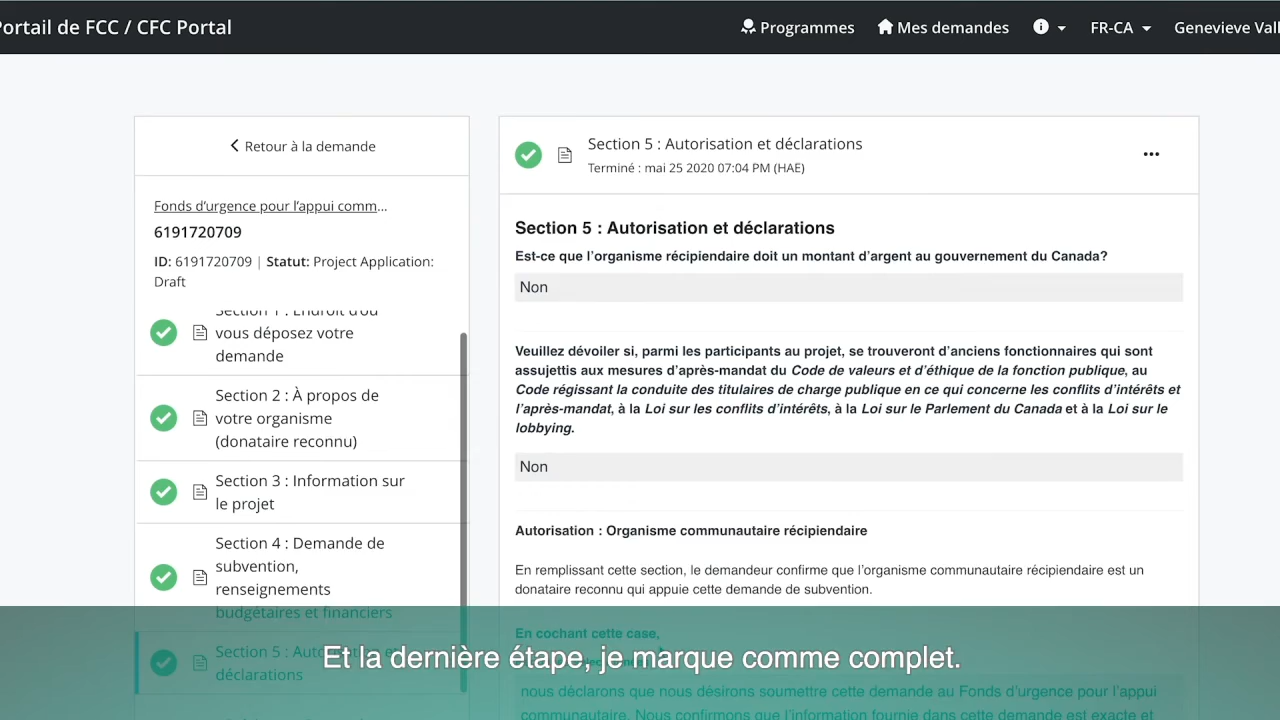 Portail de FCC / CFC Portal
Programmes
Mes demandes
FR-CA
Genevieve Vall
Retour à la demande
Fonds d'urgence pour l'appui comm...
6191720709
ID: 6191720709 | Statut: Project Application:
Draft
Section 1 : Endroit d'où
vous déposez votre
demande
Section 2 : À propos de
votre organisme
(donataire reconnu)
Section 3 : Information sur
le projet
Section 4 : Demande de
subvention,
renseignements
budgétaires et financiers
Section 5 : Autorisation et
déclarations
Section 5 : Autorisation et déclarations
Terminé : mai 25 2020 07:04 PM (HAE)
Section 5 : Autorisation et déclarations
Est-ce que l'organisme récipiendaire doit un montant d'argent au gouvernement du Canada?
Non
Veuillez dévoiler si, parmi les participants au projet, se trouveront d'anciens fonctionnaires qui sont
assujettis aux mesures d'après-mandat du Code de valeurs et d'éthique de la fonction publique, au
Code régissant la conduite des titulaires de charge publique en ce qui concerne les conflits d'intérêts et
l'après-mandat, à la Loi sur les conflits d'intérêts, à la Loi sur le Parlement du Canada et à la Loi sur le
lobbying.
Non
Autorisation : Organisme communautaire récipiendaire
En remplissant cette section, le demandeur confirme que l'organisme communautaire récipiendaire est un
donataire reconnu qui appuie cette demande de subvention.
En cochant cette case,
nous déclarons que nous désirons soumettre cette demande au Fonds d'urgence pour l'appui
communautaire. Nous confirmons que l'information fournie dans cette demande est exacte et
Et la dernière étape, je marque comme complet.